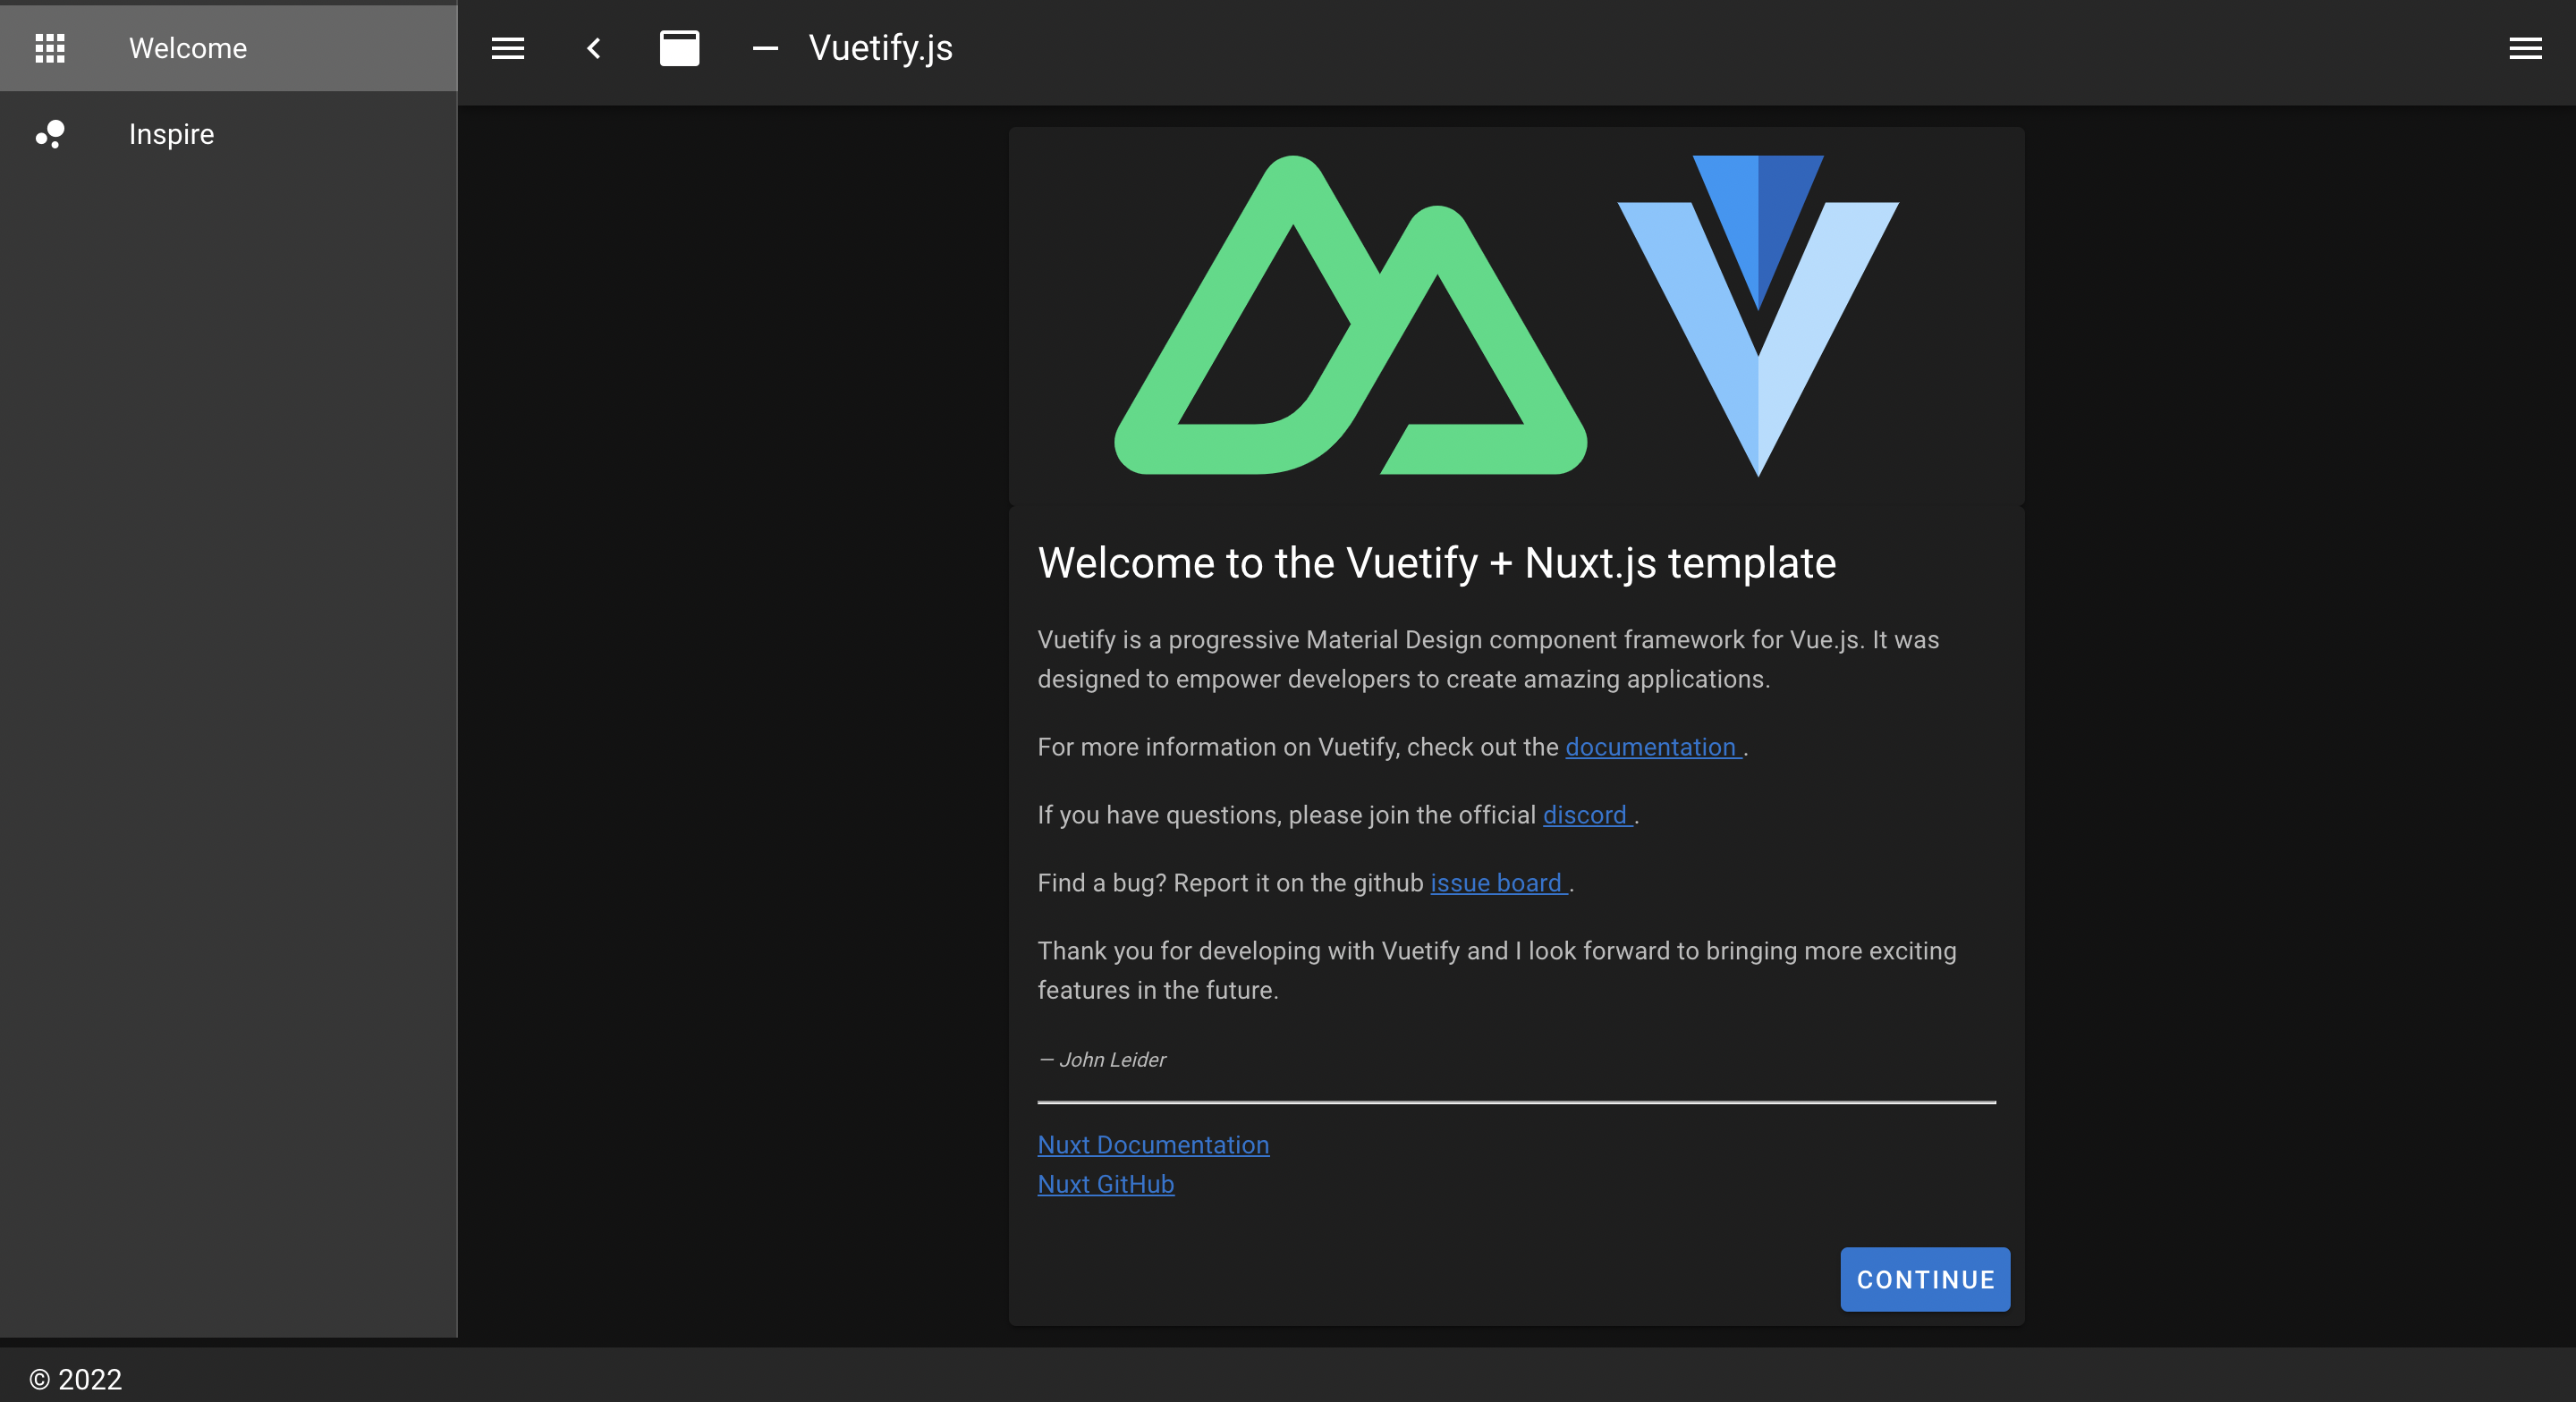 Welcome
Inspire
Vuetify.js
Welcome to the Vuetify + Nuxt.js template
Vuetify is a progressive Material Design component framework for Vue.js. It was
designed to empower developers to create amazing applications.
For more information on Vuetify, check out the documentation .
If you have questions, please join the official discord .
Find a bug? Report it on the github issue board .
Thank you for developing with Vuetify and I look forward to bringing more exciting
features in the future.
— John Leider
Nuxt Documentation
Nuxt GitHub
CONTINUE
© 2022